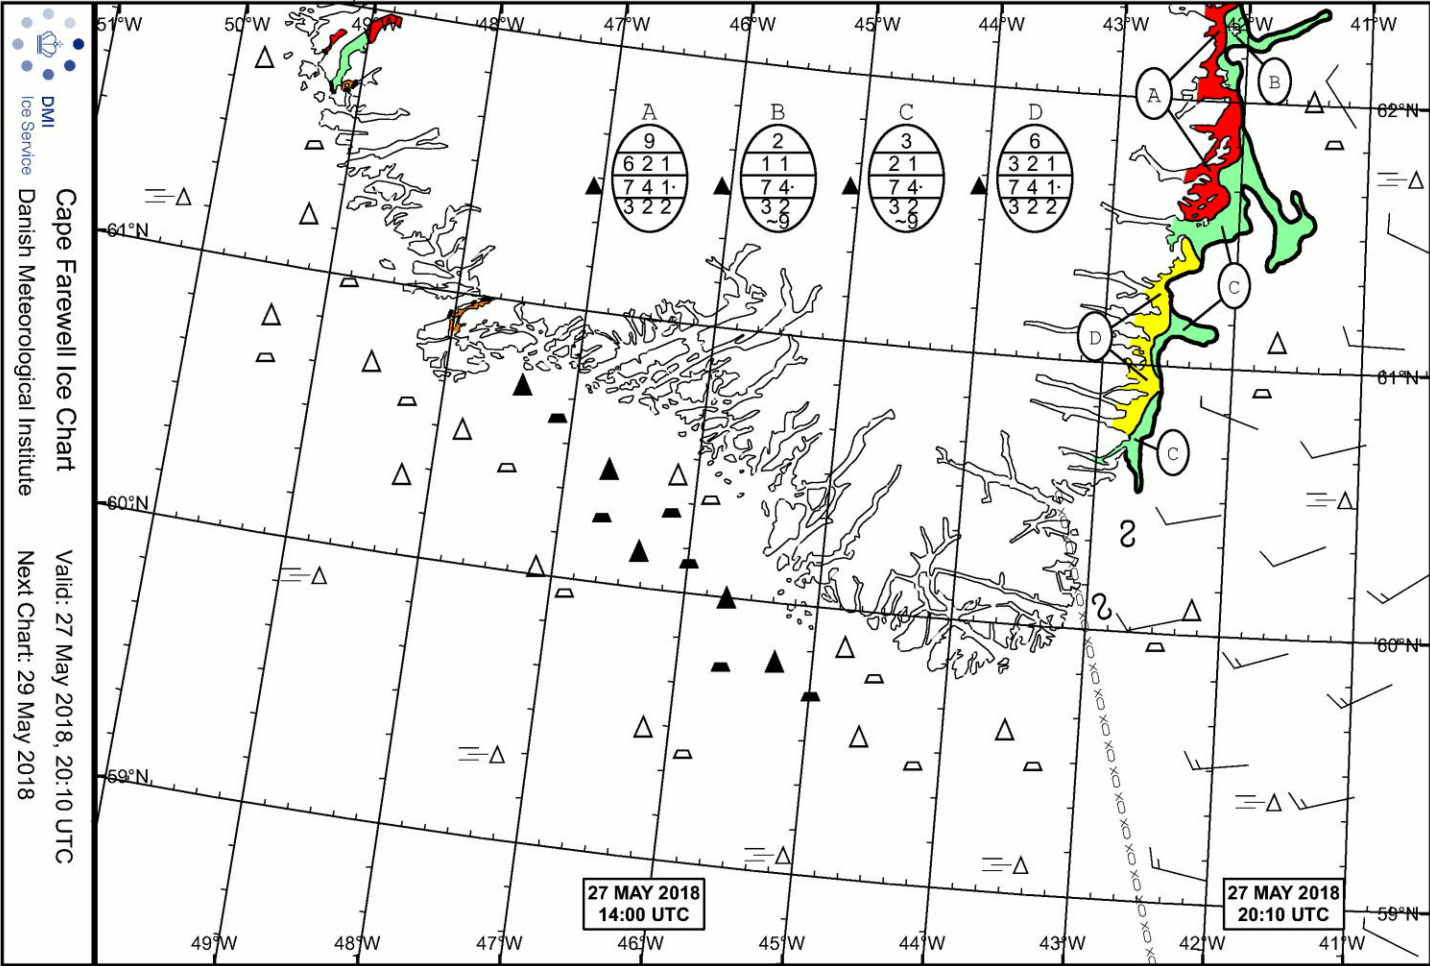 51°W 50°W 49°W 48°W 47°W 46°W 45°W 44°W 43°W 42°W 41°W
DMI
Ice Service
Cape Farewell Ice Chart
Danish Meteorological Institute
Valid: 27 May 2018, 20:10 UTC
Next Chart: 29 May 2018
A
9
6 2 1
7 4 1·
3 2 2
B
2
1 1
7 4·
3 2
~9
C
3
2 1
7 4·
3 2
~9
D
6
3 2 1
7 4 1·
3 2 2
A
B
C
D
C
62°N
61°N
61°N
60°N
60°N
59°N
59°N
27 MAY 2018
14:00 UTC
27 MAY 2018
20:10 UTC
49°W 48°W 47°W 46°W 45°W 44°W 43°W 42°W 41°W